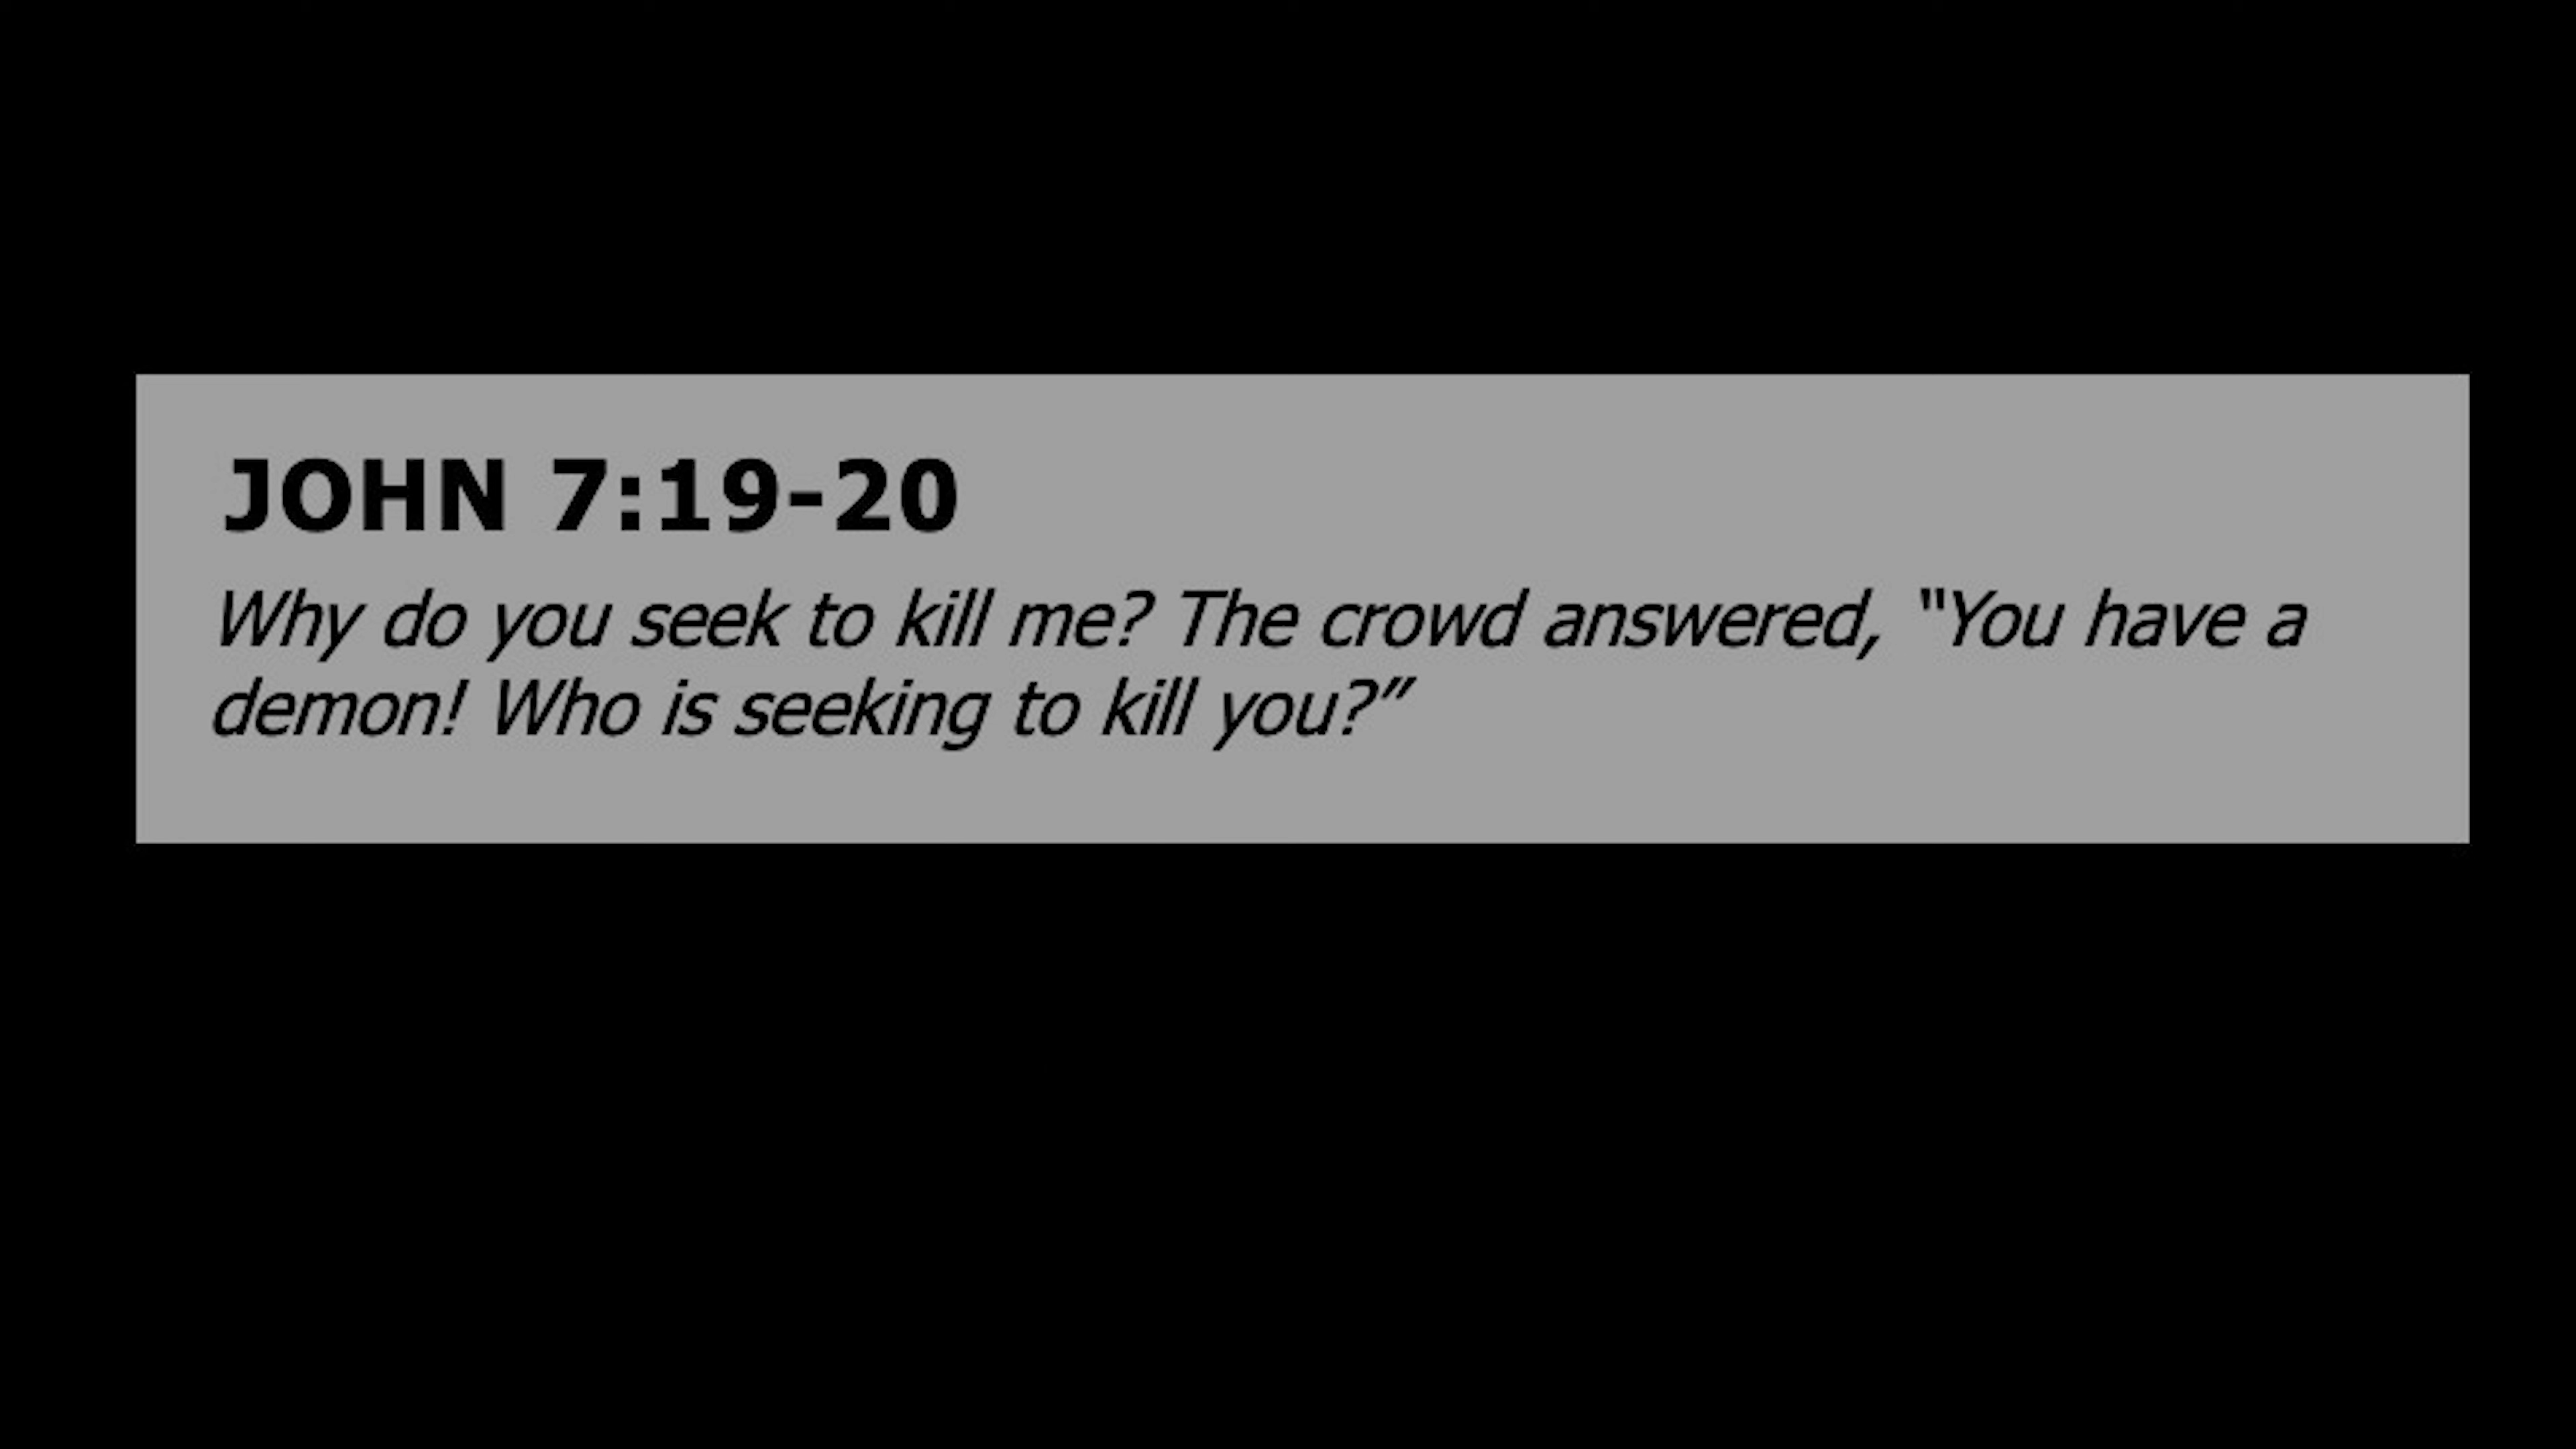 JOHN 7:19-20
Why do you seek to kill me? The crowd answered, “You have a
demon! Who is seeking to kill you?”